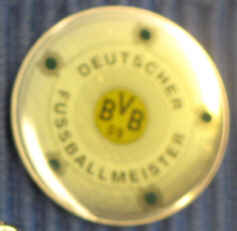 DEUTSCHER
BVB
09
FUSSBALLMEISTER